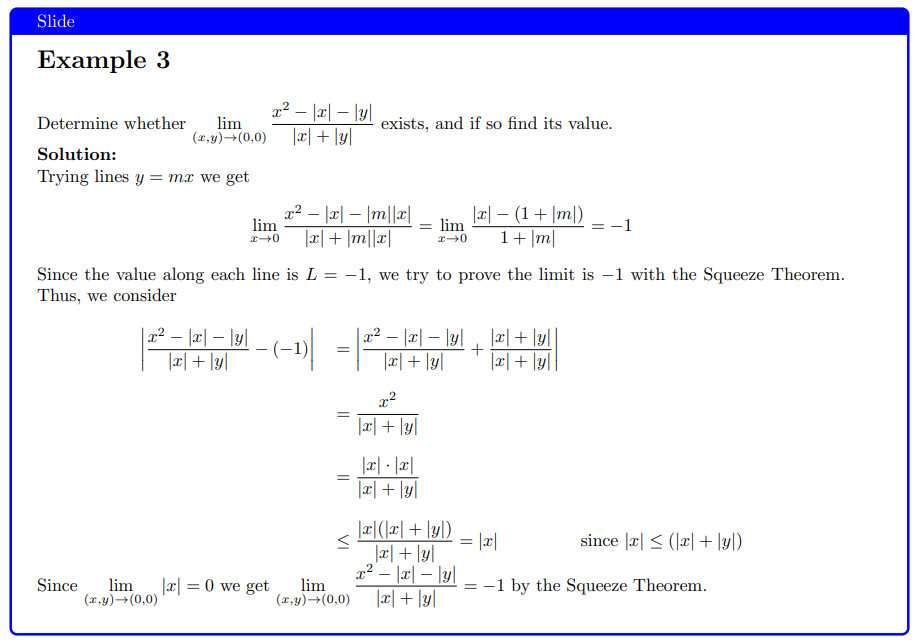 Slide
Example 3
Determine whether \lim_{(x,y)\to(0,0)} \frac{x^2 - |x| - |y|}{|x| + |y|} exists, and if so find its value.
Solution:
Trying lines y = mx we get
\lim_{x\to 0} \frac{x^2 - |x| - |m||x|}{|x| + |m||x|} = \lim_{x\to 0} \frac{|x| - (1 + |m|)}{1 + |m|} = -1
Since the value along each line is L = -1, we try to prove the limit is -1 with the Squeeze Theorem.
Thus, we consider
\left| \frac{x^2 - |x| - |y|}{|x| + |y|} - (-1) \right| = \left| \frac{x^2 - |x| - |y|}{|x| + |y|} + \frac{|x| + |y|}{|x| + |y|} \right|
= \frac{x^2}{|x| + |y|}
= \frac{|x| \cdot |x|}{|x| + |y|}
\leq \frac{|x|(|x| + |y|)}{|x| + |y|} = |x| since |x| \leq (|x| + |y|)
Since \lim_{(x,y)\to(0,0)} |x| = 0 we get \lim_{(x,y)\to(0,0)} \frac{x^2 - |x| - |y|}{|x| + |y|} = -1 by the Squeeze Theorem.